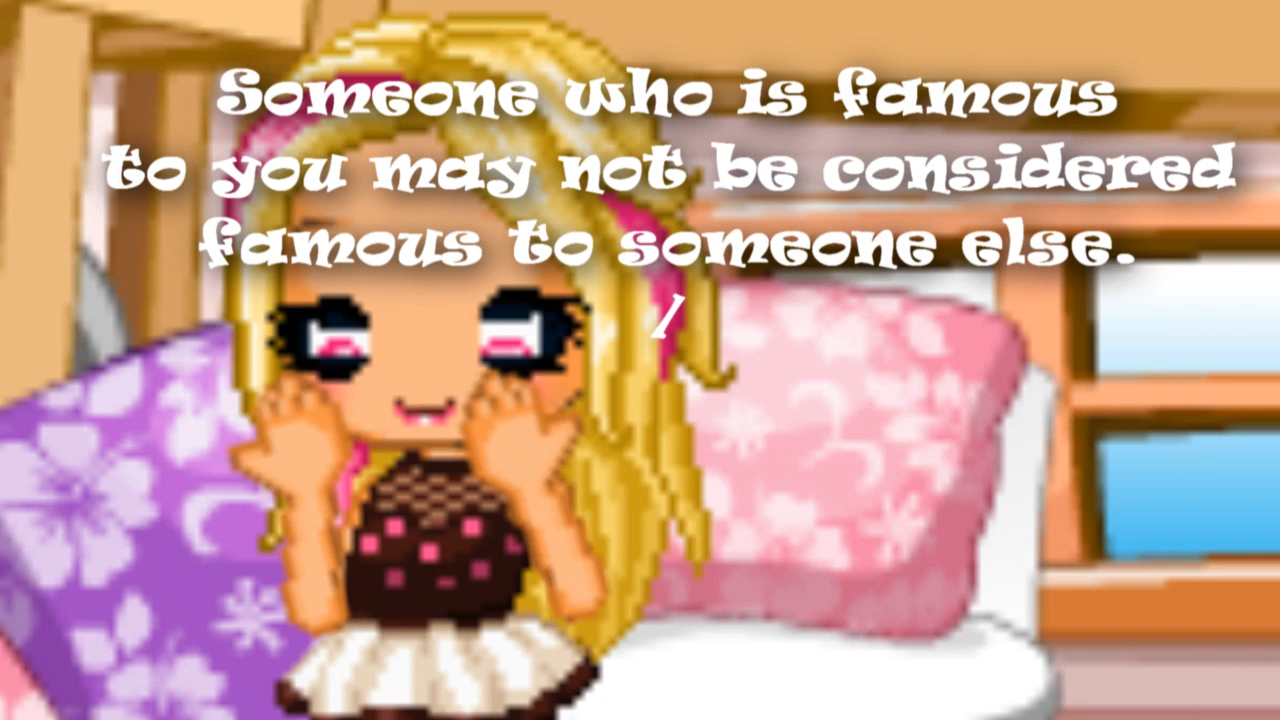 Someone who is famous
to you may not be considered
famous to someone else.
/